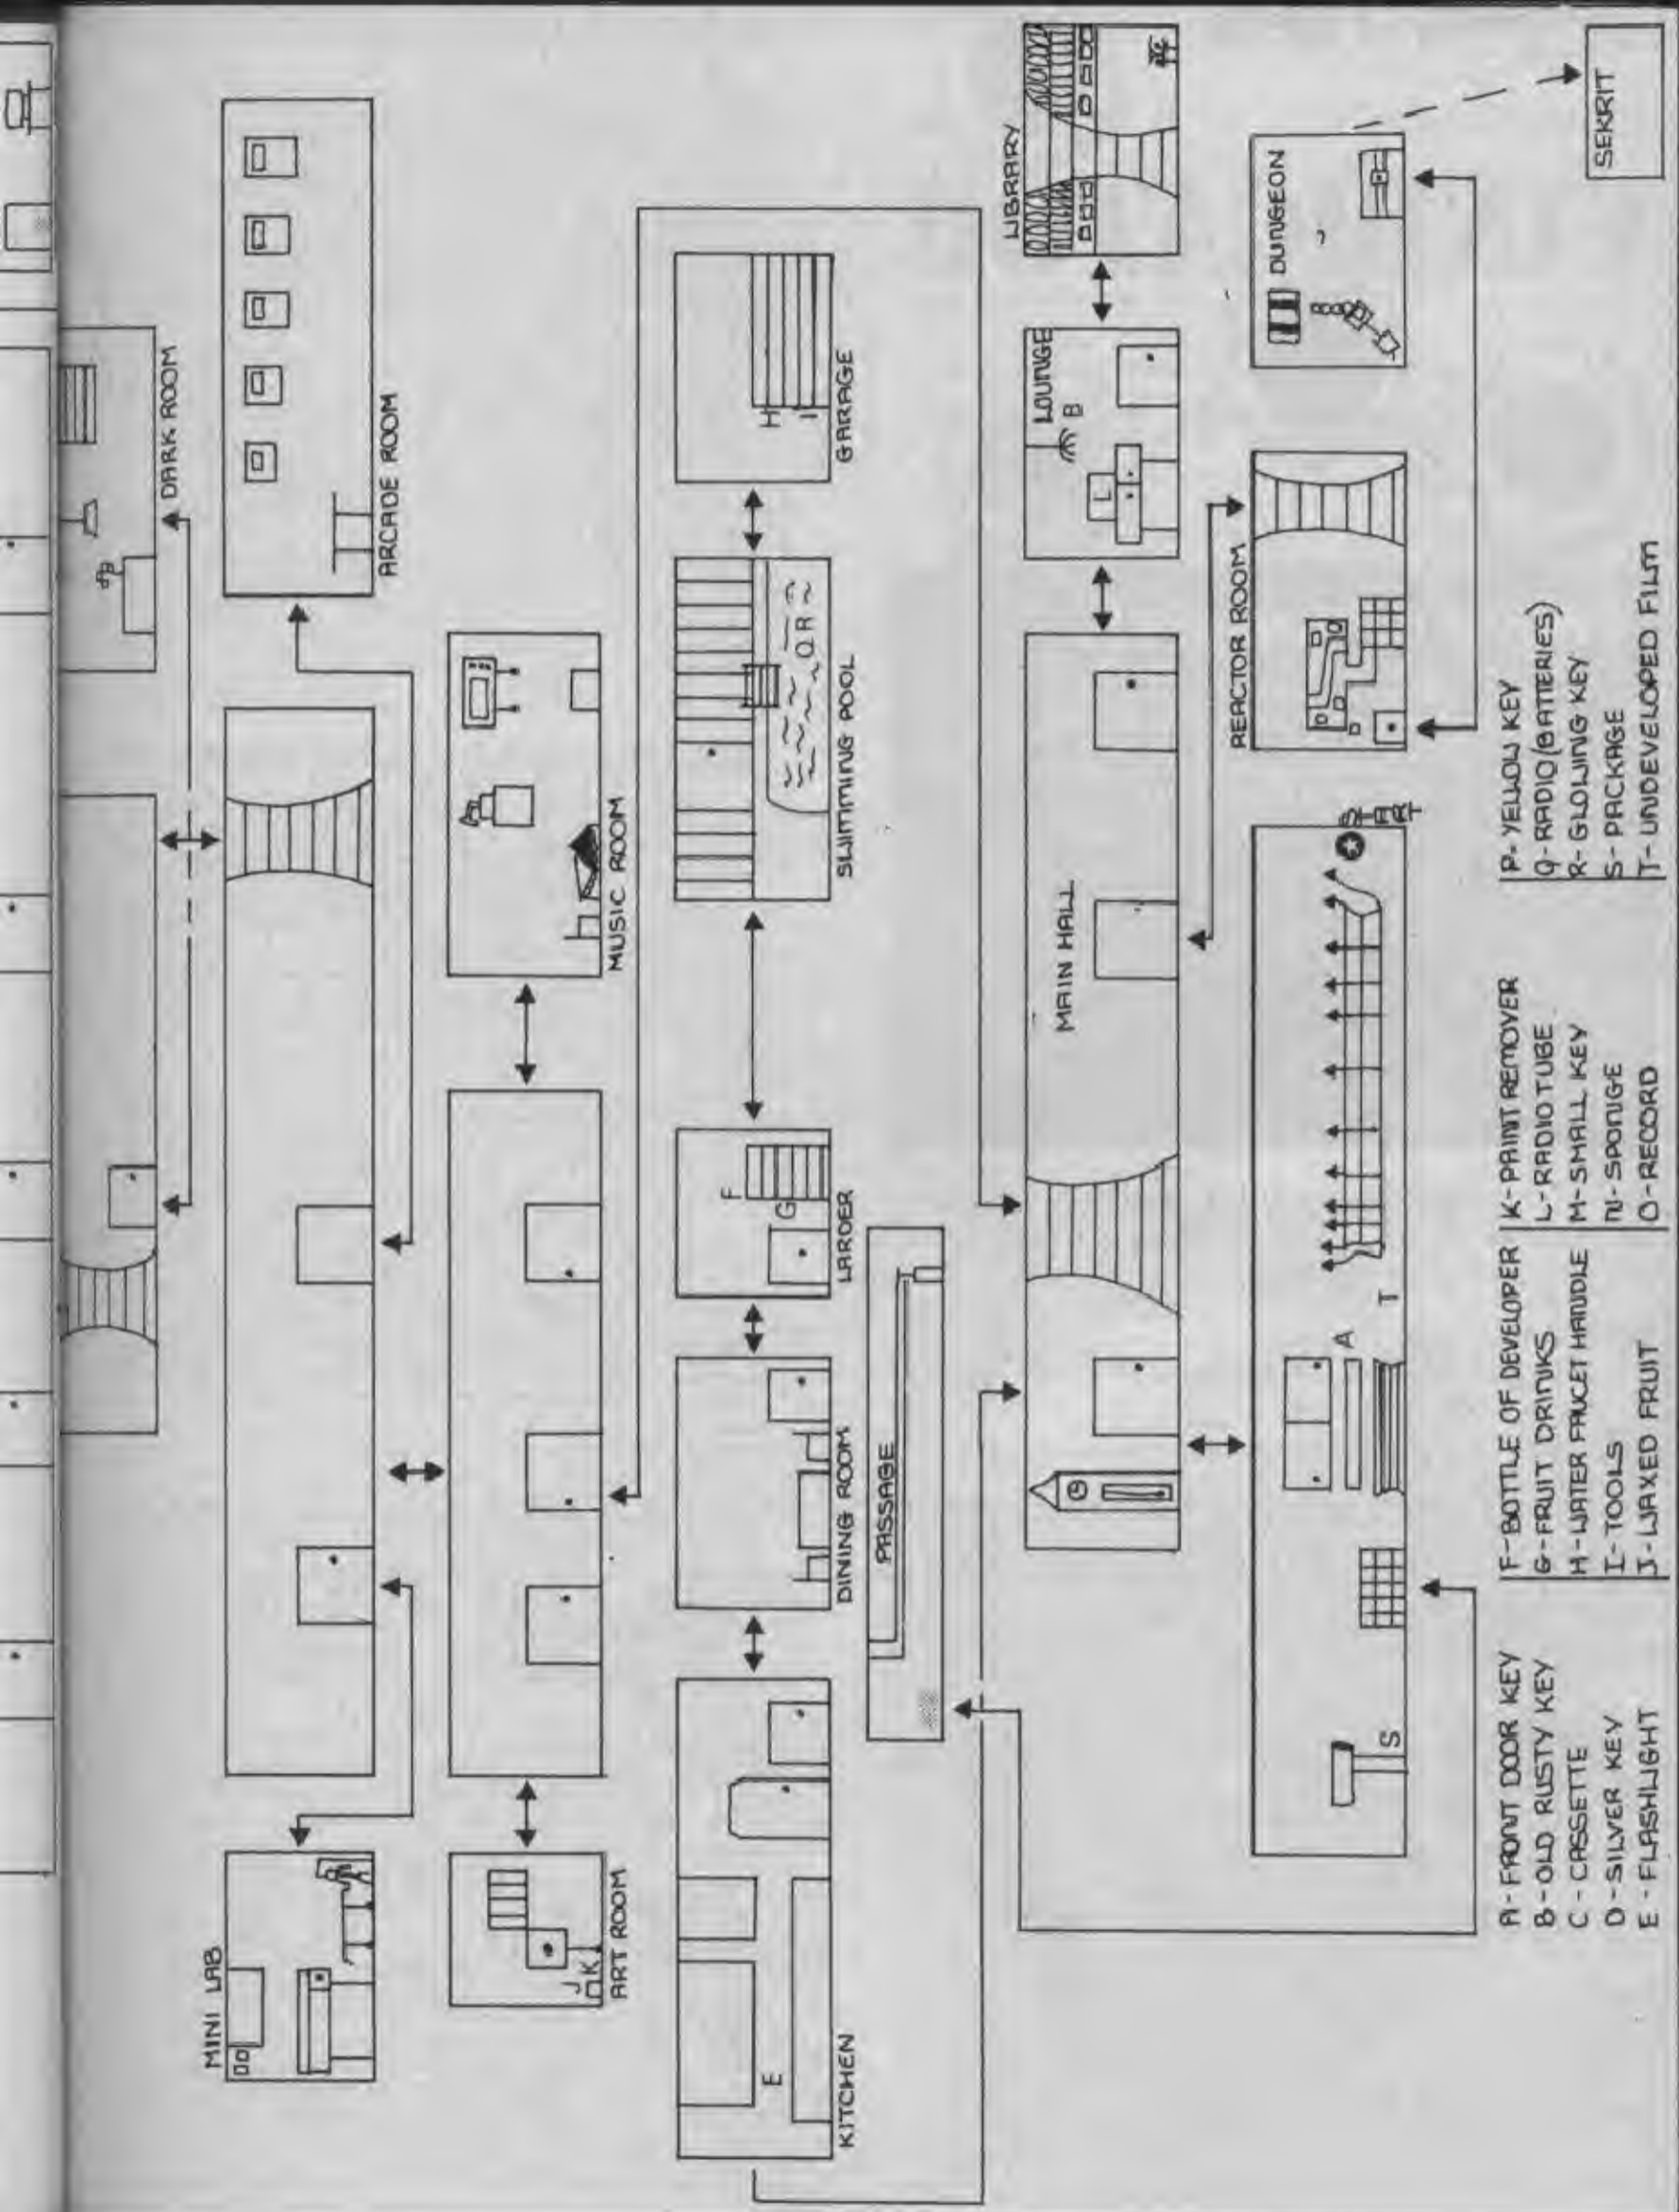 DARK ROOM
ARCADE ROOM
MINI LAB
MUSIC ROOM
J
K
ART ROOM
H
I
GARAGE
Q R
SWIMMING POOL
F
G
LARDER
DINING ROOM
E
KITCHEN
PASSAGE
LIBRARY
LOUNGE
B
L
MAIN HALL
DUNGEON
REACTOR ROOM
SEKRIT
START
A
T
S
A - FRONT DOOR KEY
B - OLD RUSTY KEY
C - CASSETTE
D - SILVER KEY
E - FLASHLIGHT
F - BOTTLE OF DEVELOPER
G - FRUIT DRINKS
H - WATER FAUCET HANDLE
I - TOOLS
J - WAXED FRUIT
K - PAINT REMOVER
L - RADIO TUBE
M - SMALL KEY
N - SPONGE
O - RECORD
P - YELLOW KEY
Q - RADIO (BATTERIES)
R - GLOWING KEY
S - PACKAGE
T - UNDEVELOPED FILM